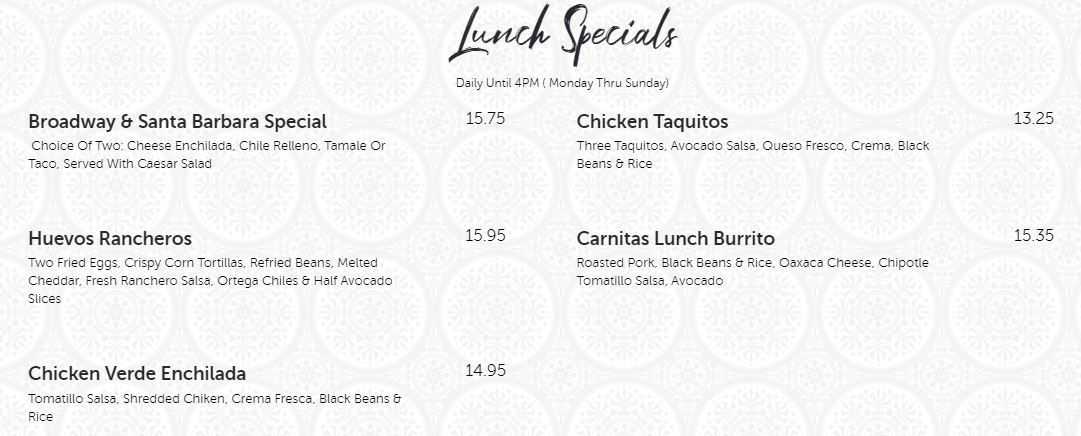 Lunch Specials
Daily Until 4PM ( Monday Thru Sunday)
Broadway & Santa Barbara Special 15.75
Choice Of Two: Cheese Enchilada, Chile Relleno, Tamale Or
Taco, Served With Caesar Salad
Chicken Taquitos 13.25
Three Taquitos, Avocado Salsa, Queso Fresco, Crema, Black
Beans & Rice
Huevos Rancheros 15.95
Two Fried Eggs, Crispy Corn Tortillas, Refried Beans, Melted
Cheddar, Fresh Ranchero Salsa, Ortega Chiles & Half Avocado
Slices
Carnitas Lunch Burrito 15.35
Roasted Pork, Black Beans & Rice, Oaxaca Cheese, Chipotle
Tomatillo Salsa, Avocado
Chicken Verde Enchilada 14.95
Tomatillo Salsa, Shredded Chiken, Crema Fresca, Black Beans &
Rice